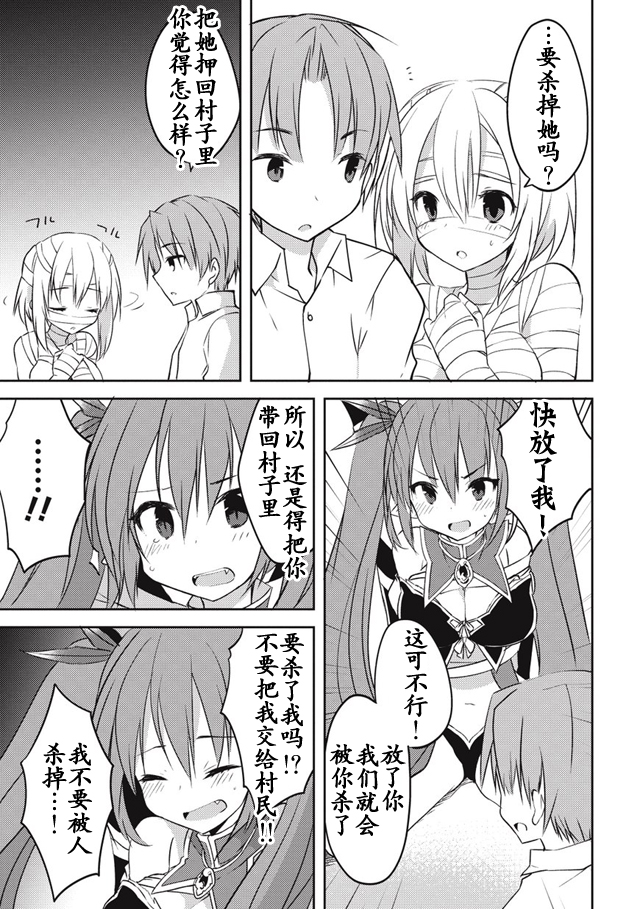 …要杀掉她吗？
把她押回村子里
你觉得怎么样？
フル
フル
快放了我！
这可不行！
放了你
我们就会
被你杀了
所以 还是得把你
带回村子里
……!!
要杀了我吗!?
不要把我交给村民!!
我不要被人
杀掉…！